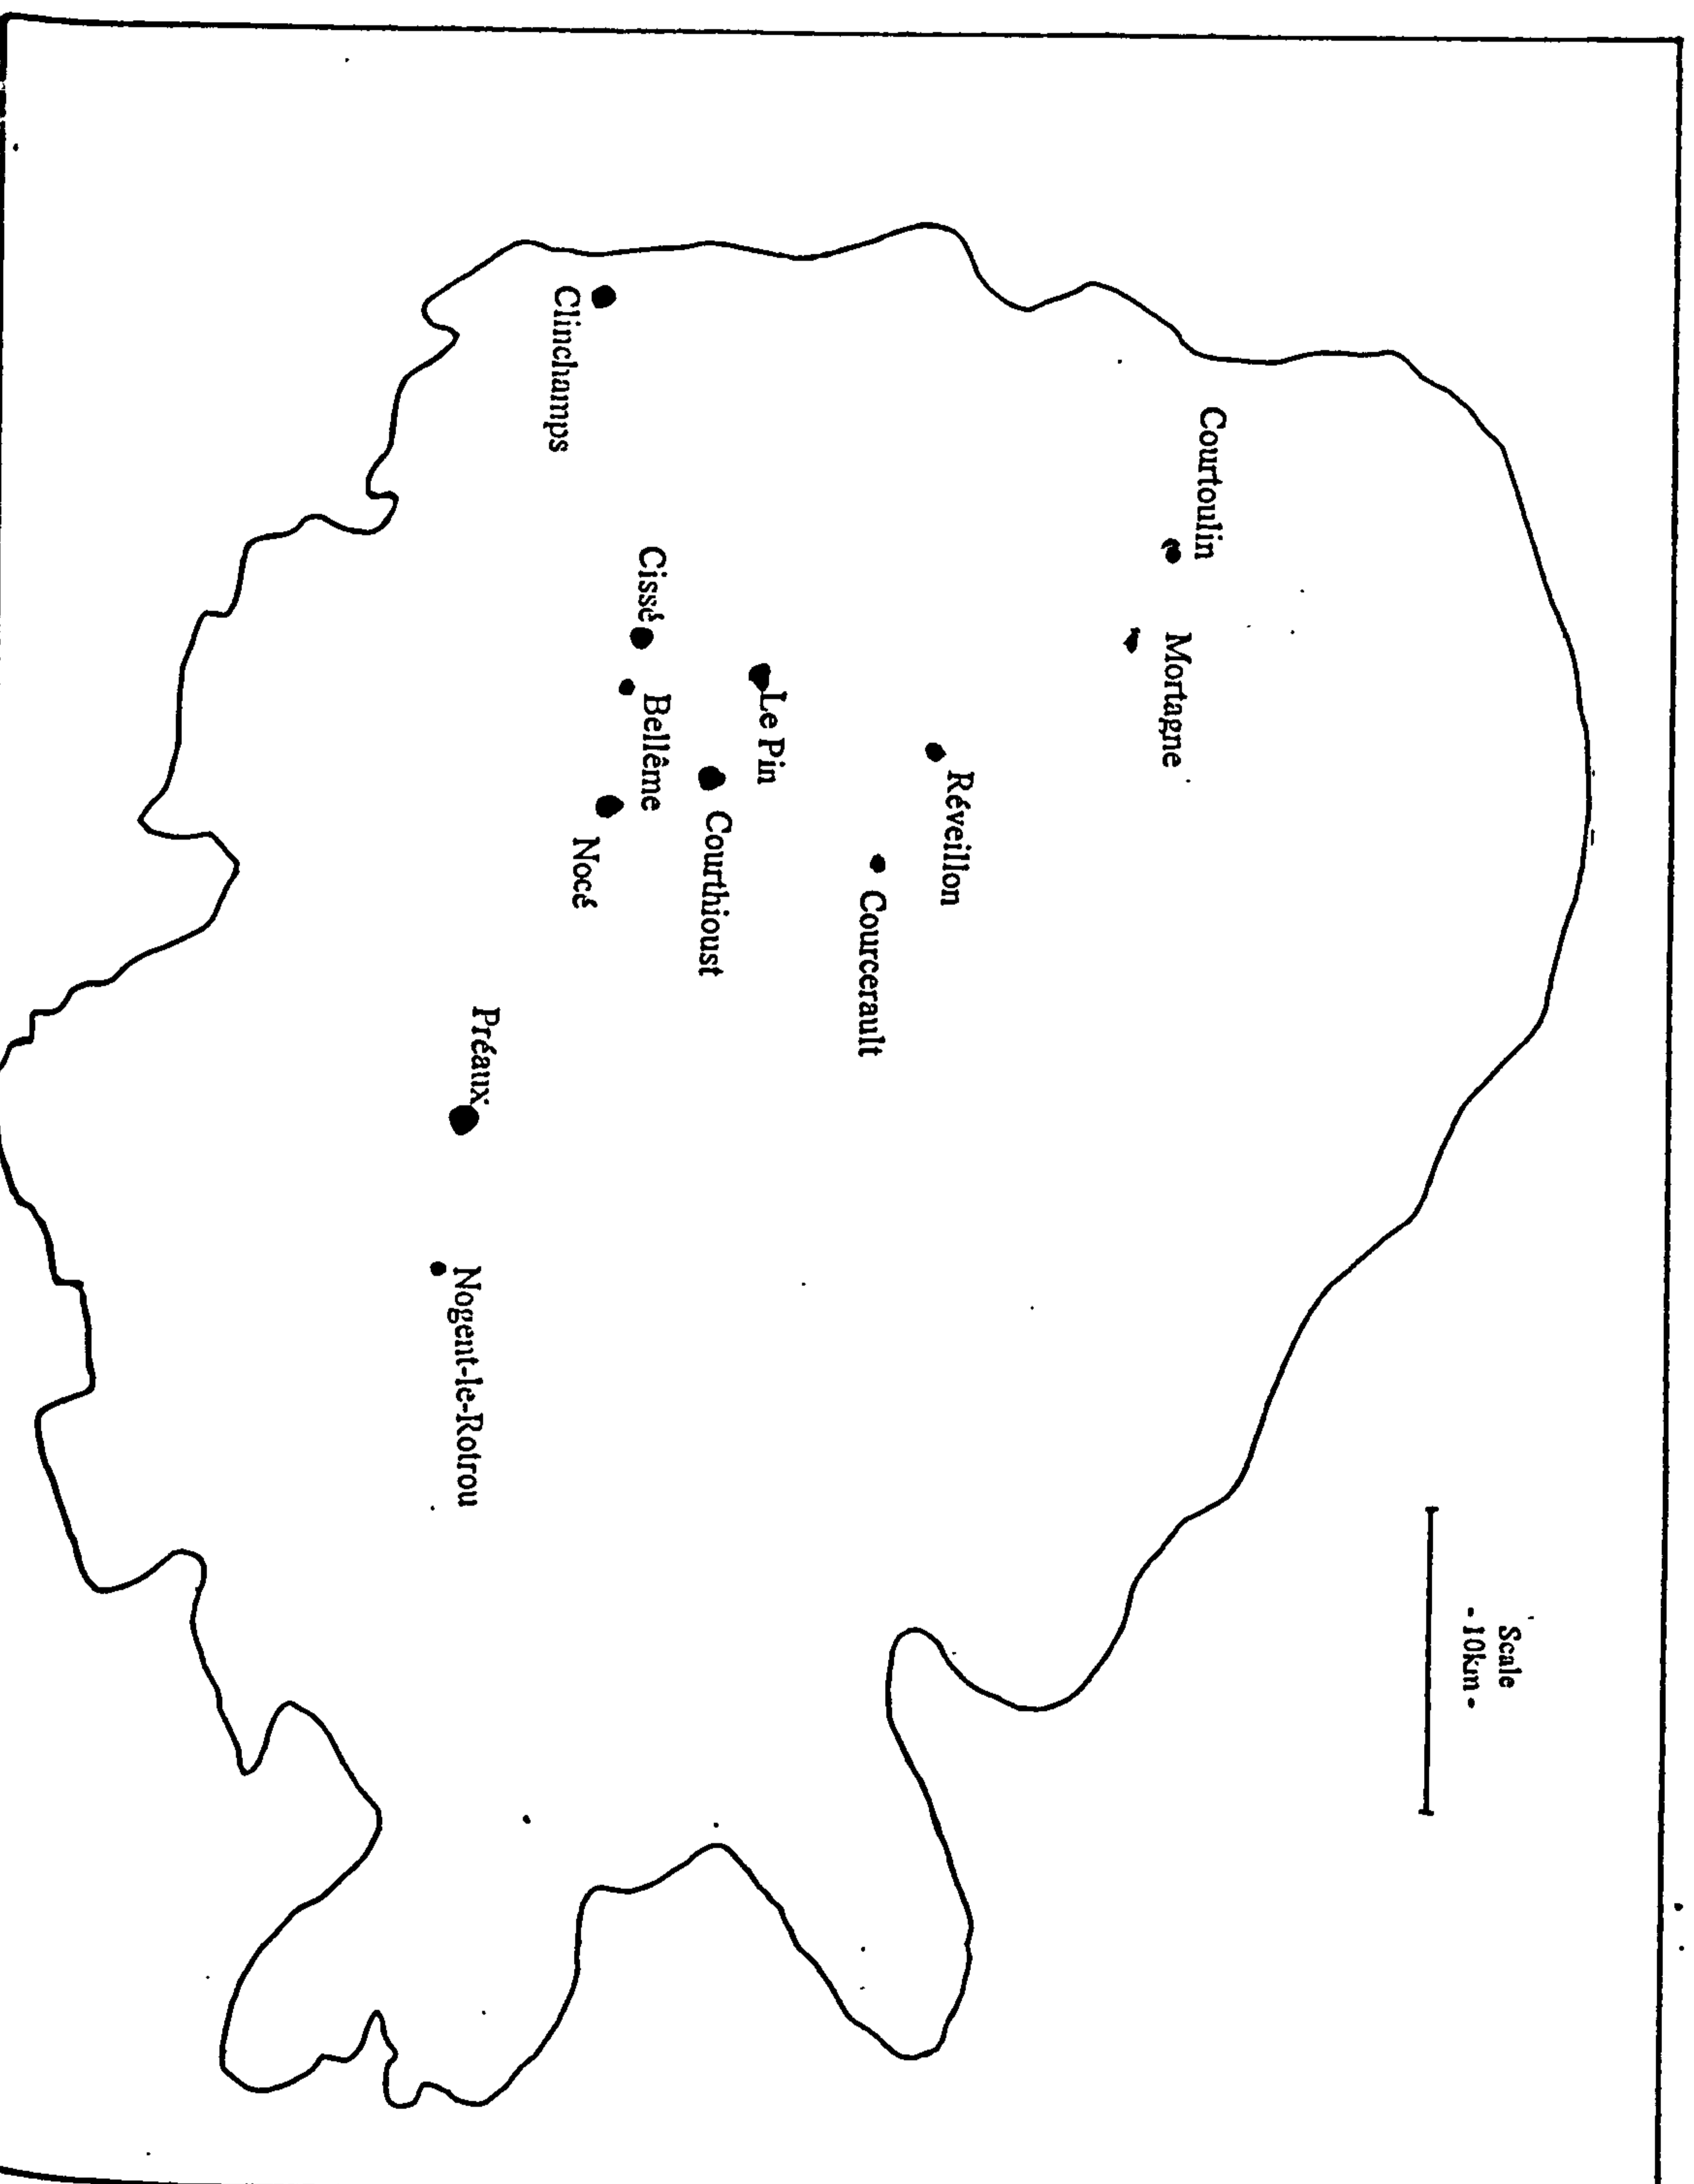 Scale
- 10km -
Courtoulin
Mortagne
Réveillon
Courcerault
Le Pin
Courthioust
Cissé
Bellême
Nocé
Clinchamps
Préaux
Nogent-le-Rotrou